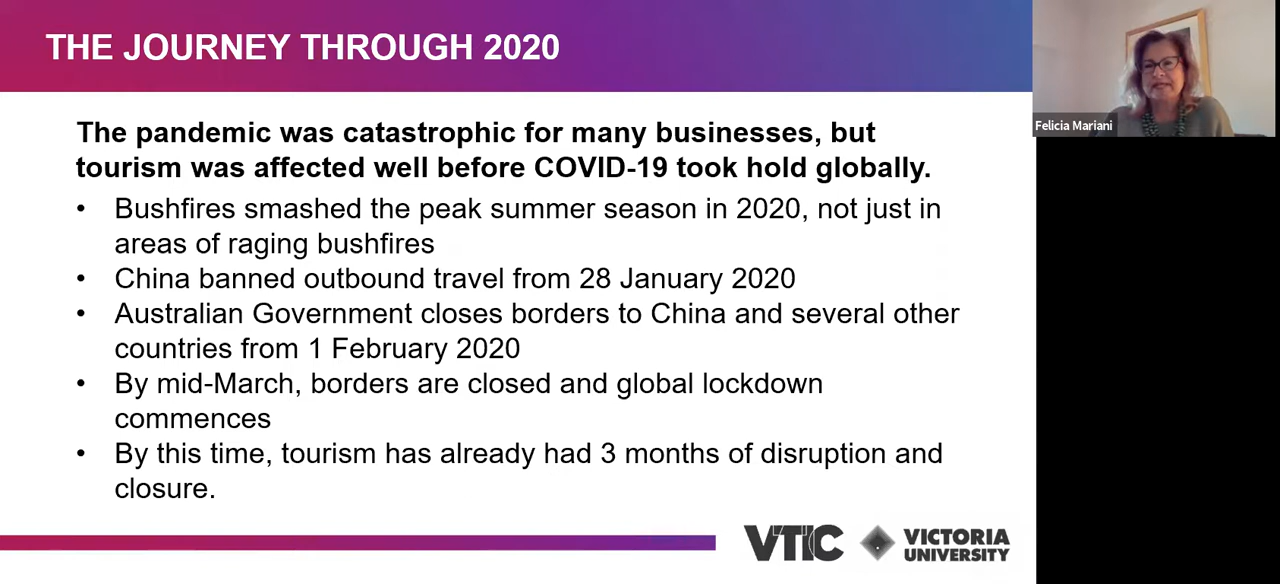 THE JOURNEY THROUGH 2020
Felicia Mariani
The pandemic was catastrophic for many businesses, but
tourism was affected well before COVID-19 took hold globally.
• Bushfires smashed the peak summer season in 2020, not just in
areas of raging bushfires
• China banned outbound travel from 28 January 2020
• Australian Government closes borders to China and several other
countries from 1 February 2020
• By mid-March, borders are closed and global lockdown
commences
• By this time, tourism has already had 3 months of disruption and
closure.
VTIC
VICTORIA
UNIVERSITY